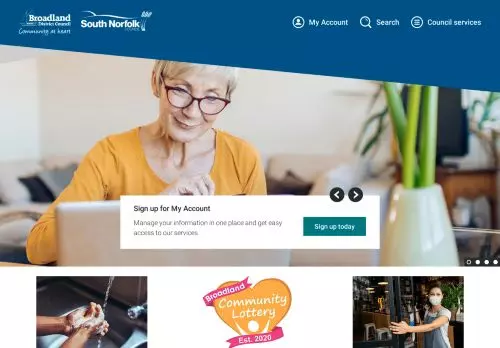 Broadland
District Council
Community at heart
South Norfolk
My Account
Search
Council services
Sign up for My Account
Manage your information in one place and get easy
access to our services.
Sign up today
Broadland
Community
Lottery
EST. 2020